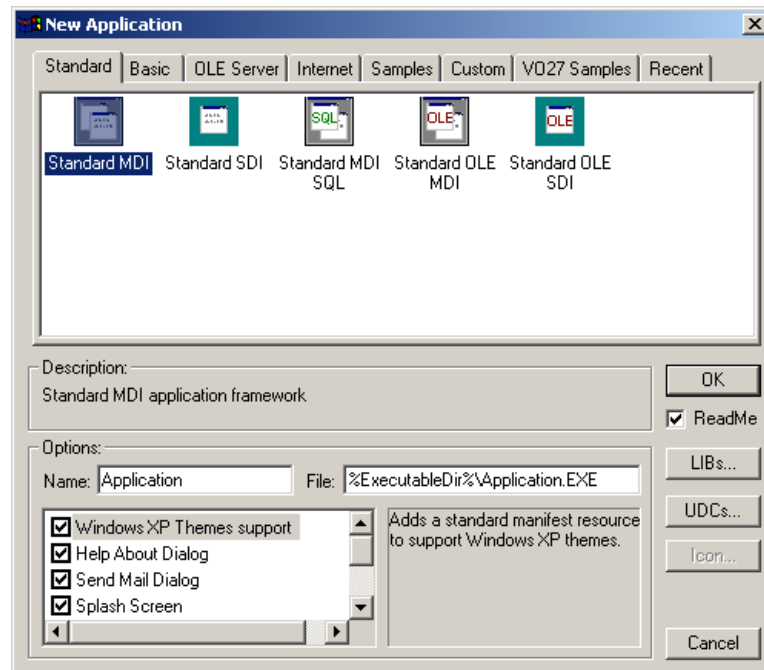 New Application
Standard Basic OLE Server Internet Samples Custom VO27 Samples Recent
Standard MDI Standard SDI Standard MDI SQL Standard OLE MDI Standard OLE SDI
SQL OLE OLE
Description:
Standard MDI application framework
OK
ReadMe
Options:
Name: Application File: %ExecutableDir%\Application.EXE
LIBs...
UDCs...
Icon...
Windows XP Themes support
Help About Dialog
Send Mail Dialog
Splash Screen
Adds a standard manifest resource
to support Windows XP themes.
Cancel